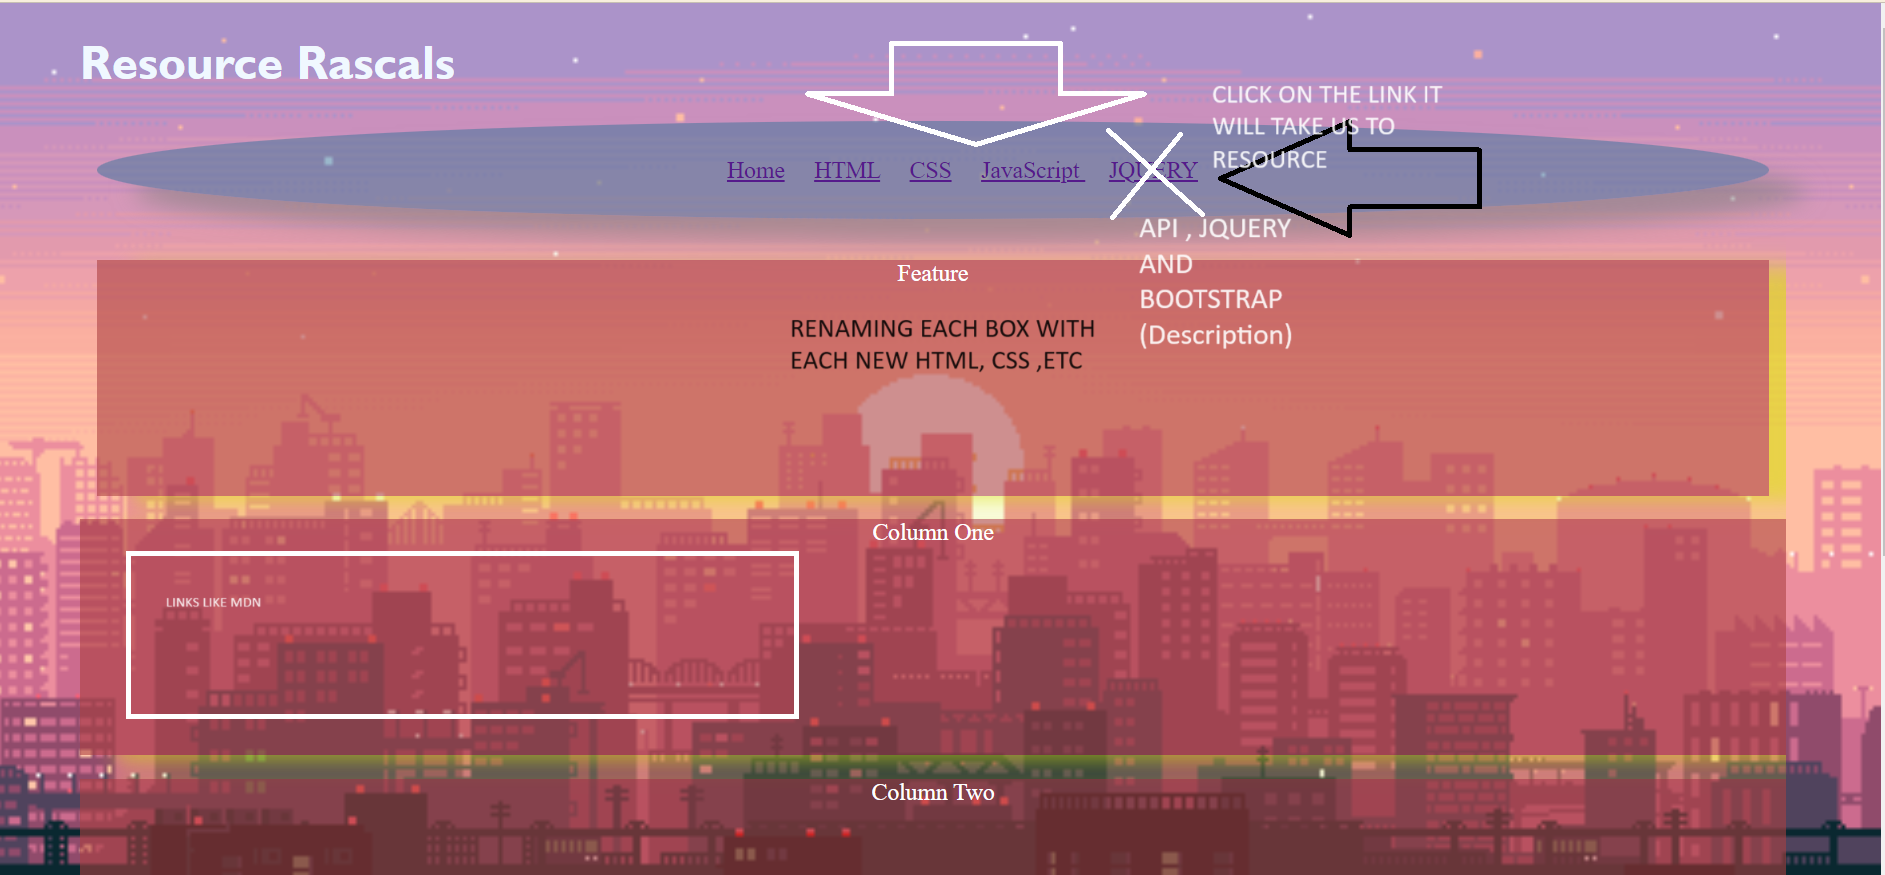 Resource Rascals
CLICK ON THE LINK IT
WILL TAKE US TO
RESOURCE
Home HTML CSS JavaScript JQUERY
API , JQUERY
AND
BOOTSTRAP
(Description)
Feature
RENAMING EACH BOX WITH
EACH NEW HTML, CSS ,ETC
Column One
LINKS LIKE MDN
Column Two